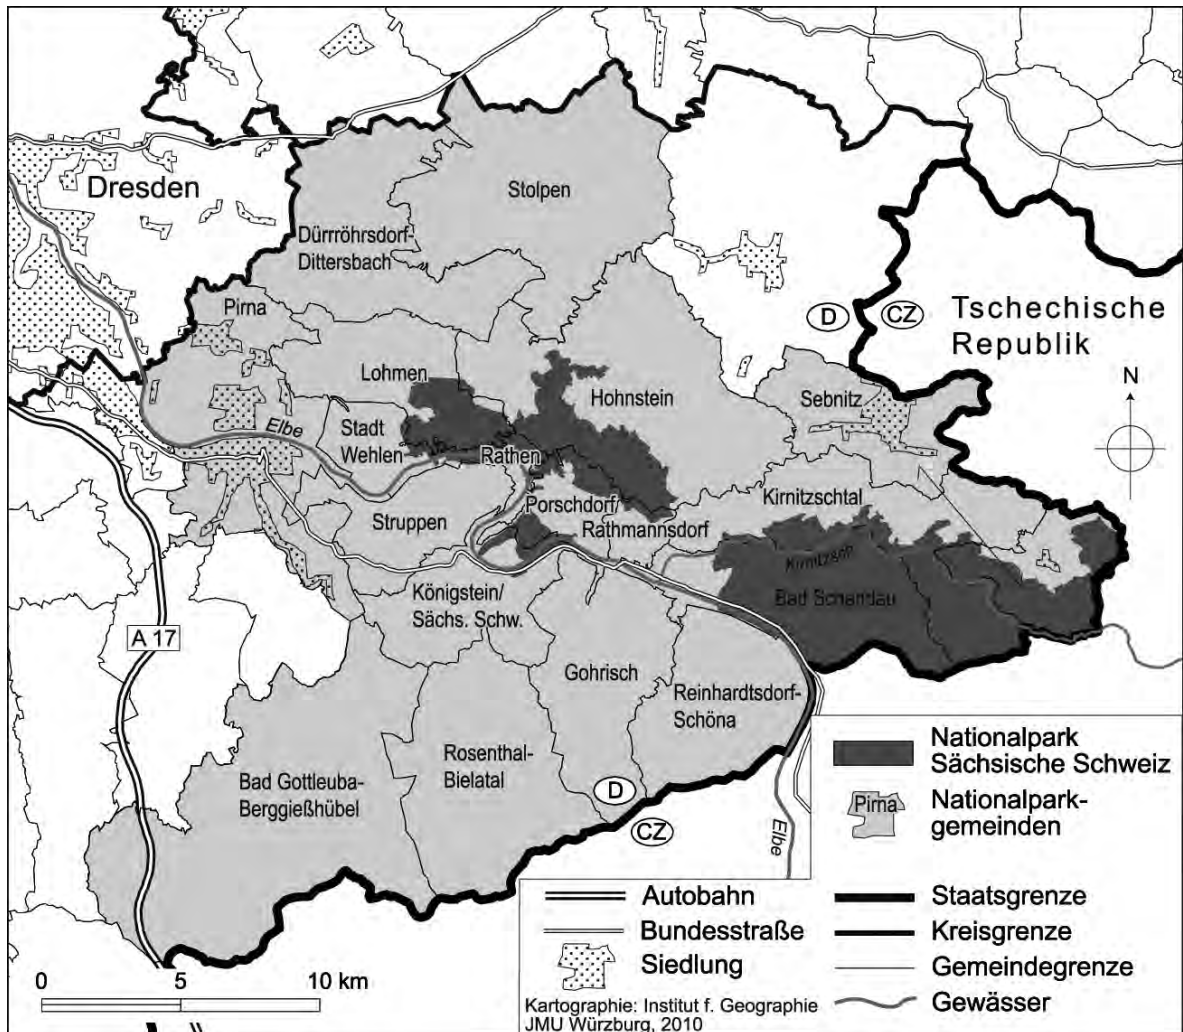 Dresden
Stolpen
Dürrröhrsdorf-
Dittersbach
Pirna
D
CZ
Tschechische
Republik
N
Lohmen
Hohnstein
Sebnitz
Elbe
Stadt
Wehlen
Rathen
Kirnitzschtal
Struppen
Porschdorf/
Rathmannsdorf
Kirnitzsch
Bad Schandau
Königstein/
Sächs. Schw.
A 17
Gohrisch
Reinhardtsdorf-
Schöna
Rosenthal-
Bielatal
Bad Gottleuba-
Berggießhübel
D
CZ
Elbe
Nationalpark
Sächsische Schweiz
Pirna
Nationalpark-
gemeinden
Autobahn
Bundesstraße
Siedlung
Staatsgrenze
Kreisgrenze
Gemeindegrenze
Gewässer
Kartographie: Institut f. Geographie
JMU Würzburg, 2010
0 5 10 km